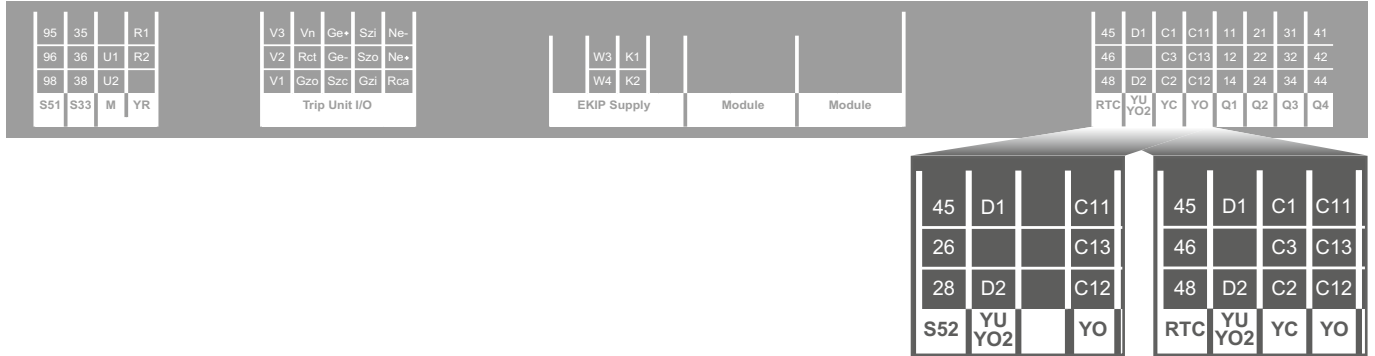 95 35 R1
96 36 U1 R2
98 38 U2
S51 S33 M YR
V3 Vn Ge+ Szi Ne-
V2 Rct Ge- Szo Ne+
V1 Gzo Szc Gzi Rca
Trip Unit I/O
W3 K1
W4 K2
EKIP Supply Module Module
45 D1 C1 C11 11 21 31 41
46 C3 C13 12 22 32 42
48 D2 C2 C12 14 24 34 44
RTC YU YO2 YC YO Q1 Q2 Q3 Q4
45 D1 C11
26 C13
28 D2 C12
S52 YU YO2 YO
45 D1 C1 C11
46 C3 C13
48 D2 C2 C12
RTC YU YO2 YC YO